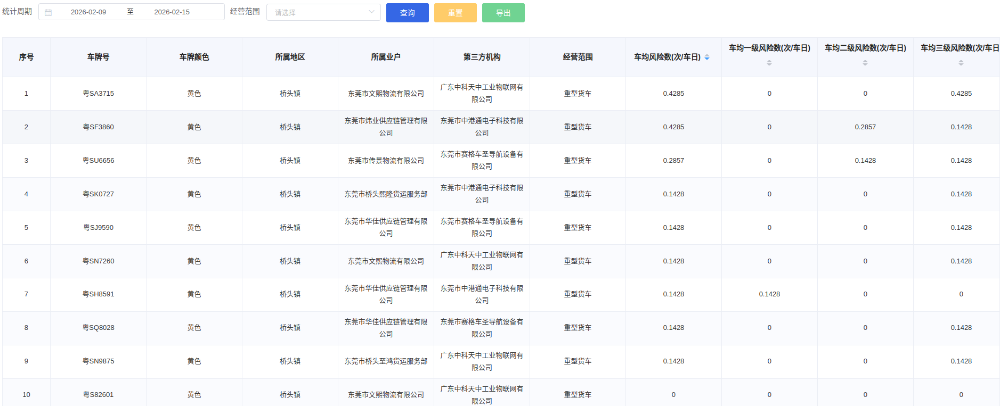 统计周期 2026-02-09 至 2026-02-15 经营范围 请选择 查询 重置 导出
序号 车牌号 车牌颜色 所属地区 所属业户 第三方机构 经营范围 车均风险数(次/车日) 车均一级风险数(次/车日) 车均二级风险数(次/车日) 车均三级风险数(次/车日
1 粤SA3715 黄色 桥头镇 东莞市文熙物流有限公司 广东中科天中工业物联网有 重型货车 0.4285 0 0 0.4285
限公司
2 粤SF3860 黄色 桥头镇 东莞市炜业供应链管理有限 东莞市中港通电子科技有限 重型货车 0.4285 0 0.2857 0.1428
公司 公司
3 粤SU6656 黄色 桥头镇 东莞市传景物流有限公司 东莞市赛格车圣导航设备有 重型货车 0.2857 0 0.1428 0.1428
限公司
4 粤SK0727 黄色 桥头镇 东莞市桥头熙隆货运服务部 东莞市中港通电子科技有限 重型货车 0.1428 0 0 0.1428
公司
5 粤SJ9590 黄色 桥头镇 东莞市华佳供应链管理有限 东莞市赛格车圣导航设备有 重型货车 0.1428 0 0 0.1428
公司 限公司
6 粤SN7260 黄色 桥头镇 东莞市文熙物流有限公司 广东中科天中工业物联网有 重型货车 0.1428 0 0 0.1428
限公司
7 粤SH8591 黄色 桥头镇 东莞市华佳供应链管理有限 东莞市中港通电子科技有限 重型货车 0.1428 0.1428 0 0
公司 公司
8 粤SQ8028 黄色 桥头镇 东莞市华佳供应链管理有限 东莞市赛格车圣导航设备有 重型货车 0.1428 0 0 0.1428
公司 限公司
9 粤SN9875 黄色 桥头镇 东莞市桥头至鸿货运服务部 广东中科天中工业物联网有 重型货车 0.1428 0 0 0.1428
限公司
10 粤S82601 黄色 桥头镇 东莞市文熙物流有限公司 广东中科天中工业物联网有 重型货车 0 0 0 0
限公司